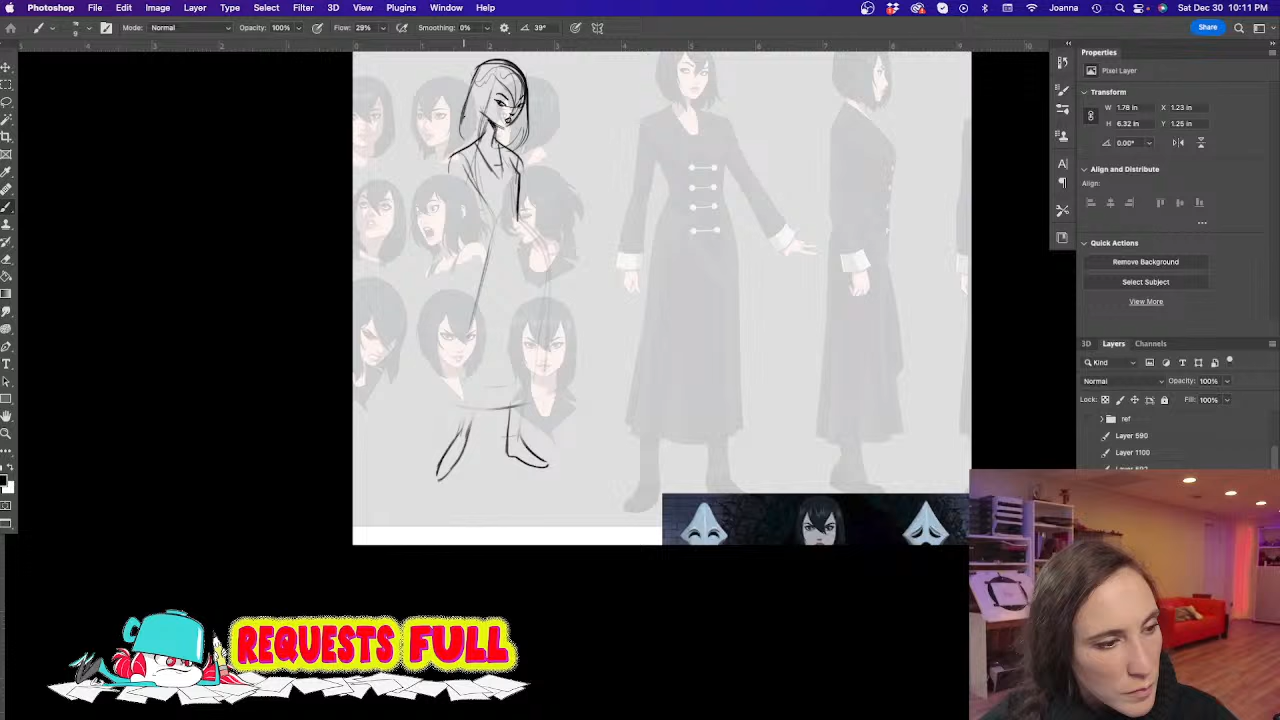 Photoshop File Edit Image Layer Type Select Filter 3D View Plugins Window Help Joanna Sat Dec 30 10:11 PM
9 Mode: Normal Opacity: 100% Flow: 29% Smoothing: 0% 39° Share
Properties
Pixel Layer
Transform
W 1.78 in X 1.23 in
H 6.32 in Y 1.25 in
0.00°
Align and Distribute
Align:
Quick Actions
Remove Background
Select Subject
View More
3D Layers Channels
Kind
Normal Opacity: 100%
Lock: Fill: 100%
ref
Layer 590
Layer 1100
REQUESTS FULL